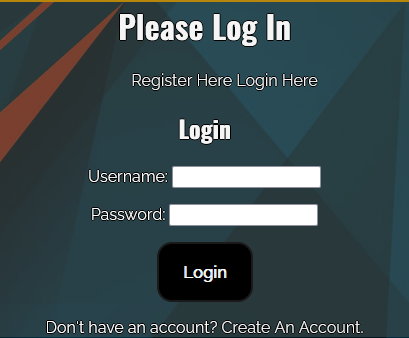 Please Log In
Register Here Login Here
Login
Username:
Password:
Login
Don't have an account? Create An Account.